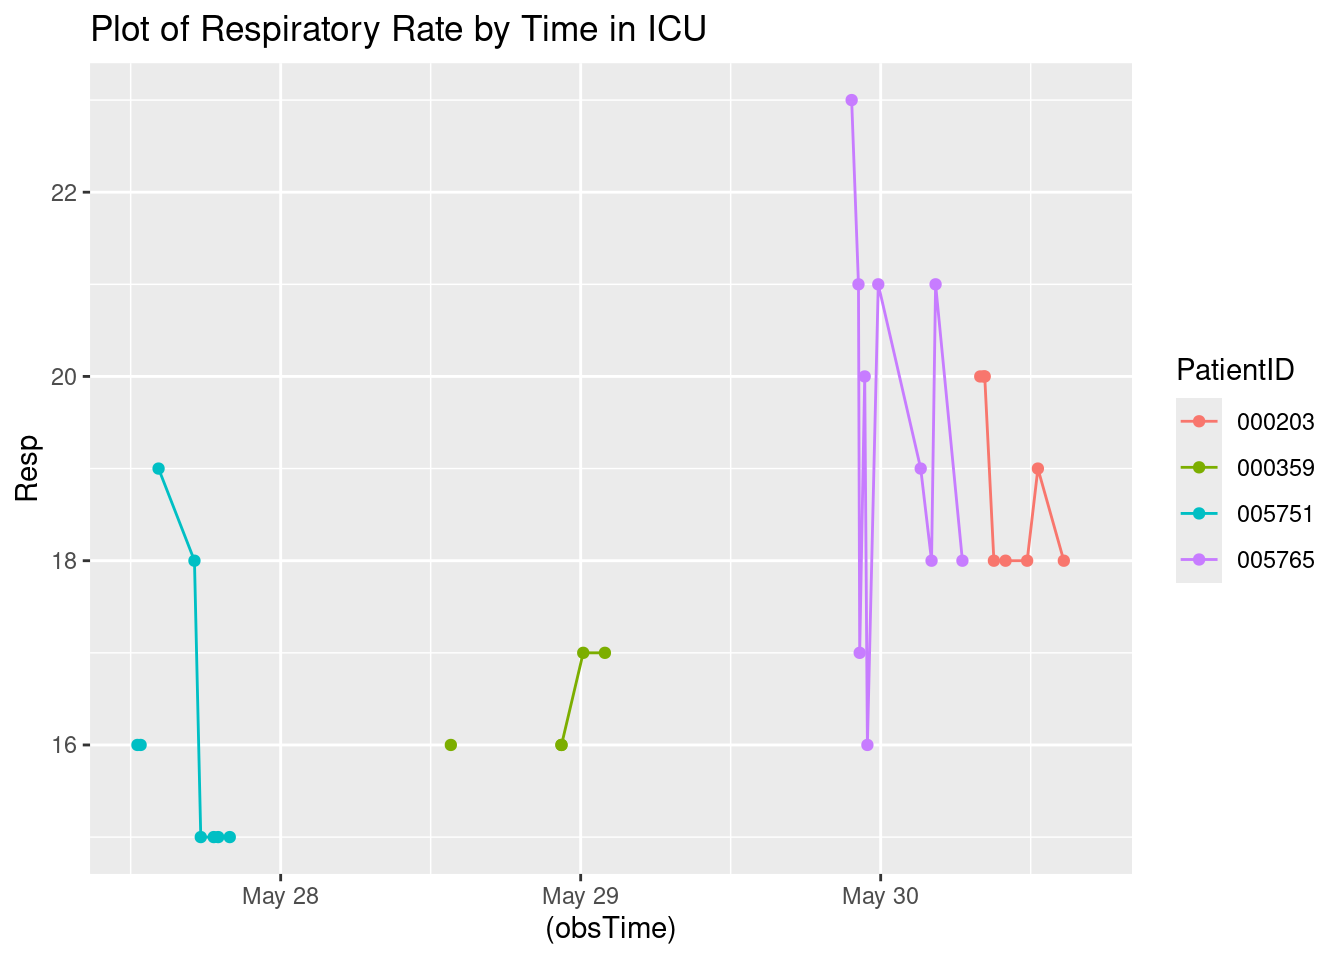 Plot of Respiratory Rate by Time in ICU
22
20
18
16
Resp
May 28
May 29
May 30
(obsTime)
PatientID
000203
000359
005751
005765